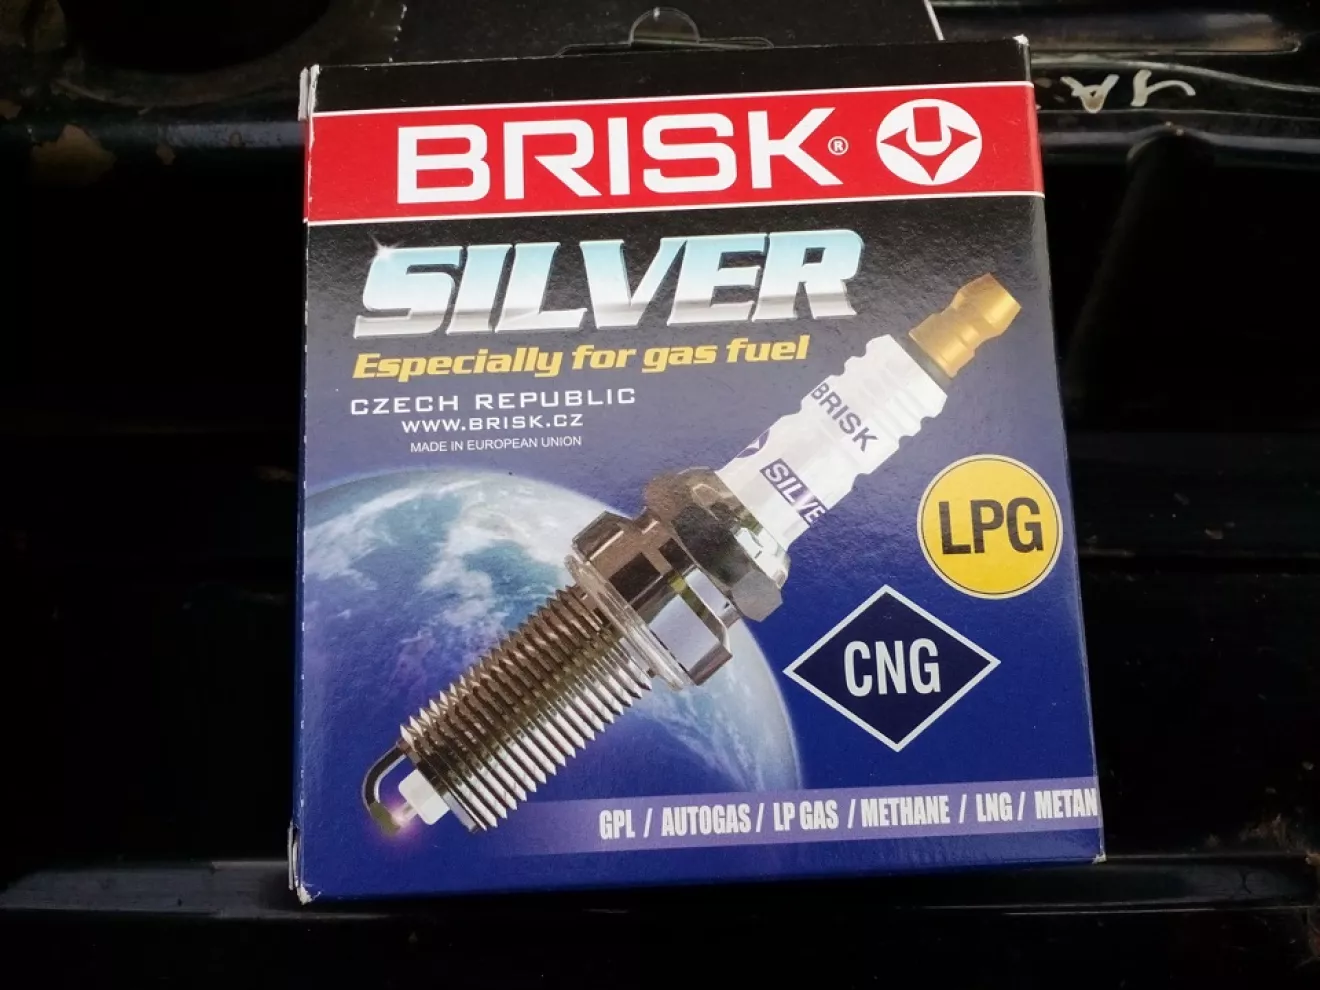 BRISK®
SILVER
Especially for gas fuel
CZECH REPUBLIC
WWW.BRISK.CZ
MADE IN EUROPEAN UNION
BRISK
SILVE
LPG
CNG
GPL / AUTOGAS / LP GAS / METHANE / LNG / METAN